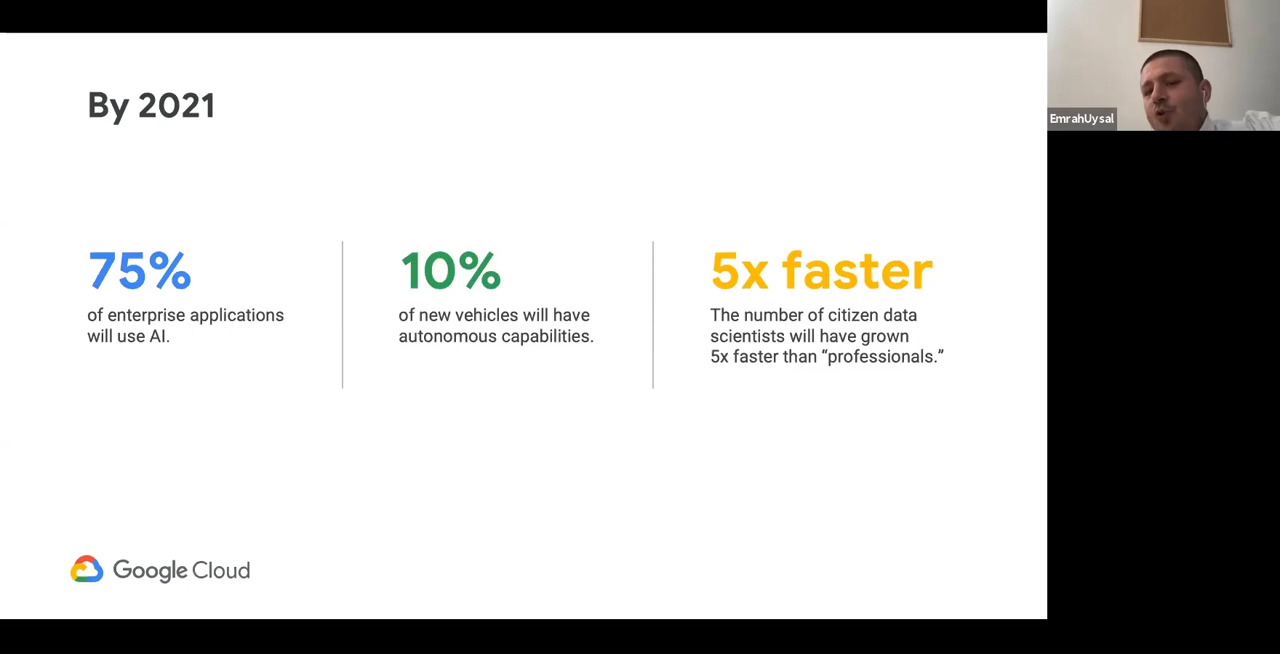 By 2021
75%
of enterprise applications
will use AI.
10%
of new vehicles will have
autonomous capabilities.
5x faster
The number of citizen data
scientists will have grown
5x faster than “professionals.”
Google Cloud
EmrahUysal